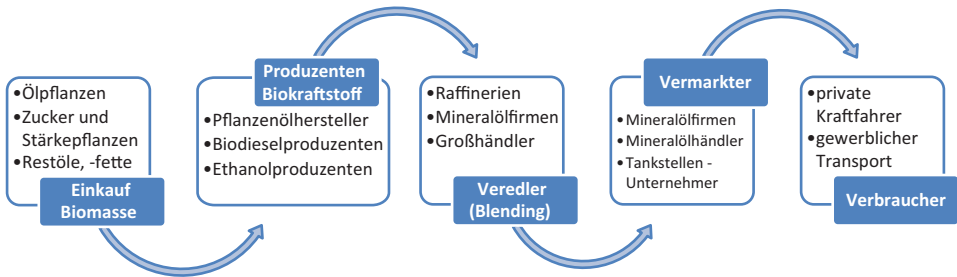 •Ölpflanzen
•Zucker und
Stärkepflanzen
•Restöle, -fette
Einkauf
Biomasse
Produzenten
Biokraftstoff
•Pflanzenölhersteller
•Biodieselproduzenten
•Ethanolproduzenten
•Raffinerien
•Mineralölfirmen
•Großhändler
Veredler
(Blending)
Vermarkter
•Mineralölfirmen
•Mineralölhändler
•Tankstellen -
Unternehmer
•private
Kraftfahrer
•gewerblicher
Transport
Verbraucher